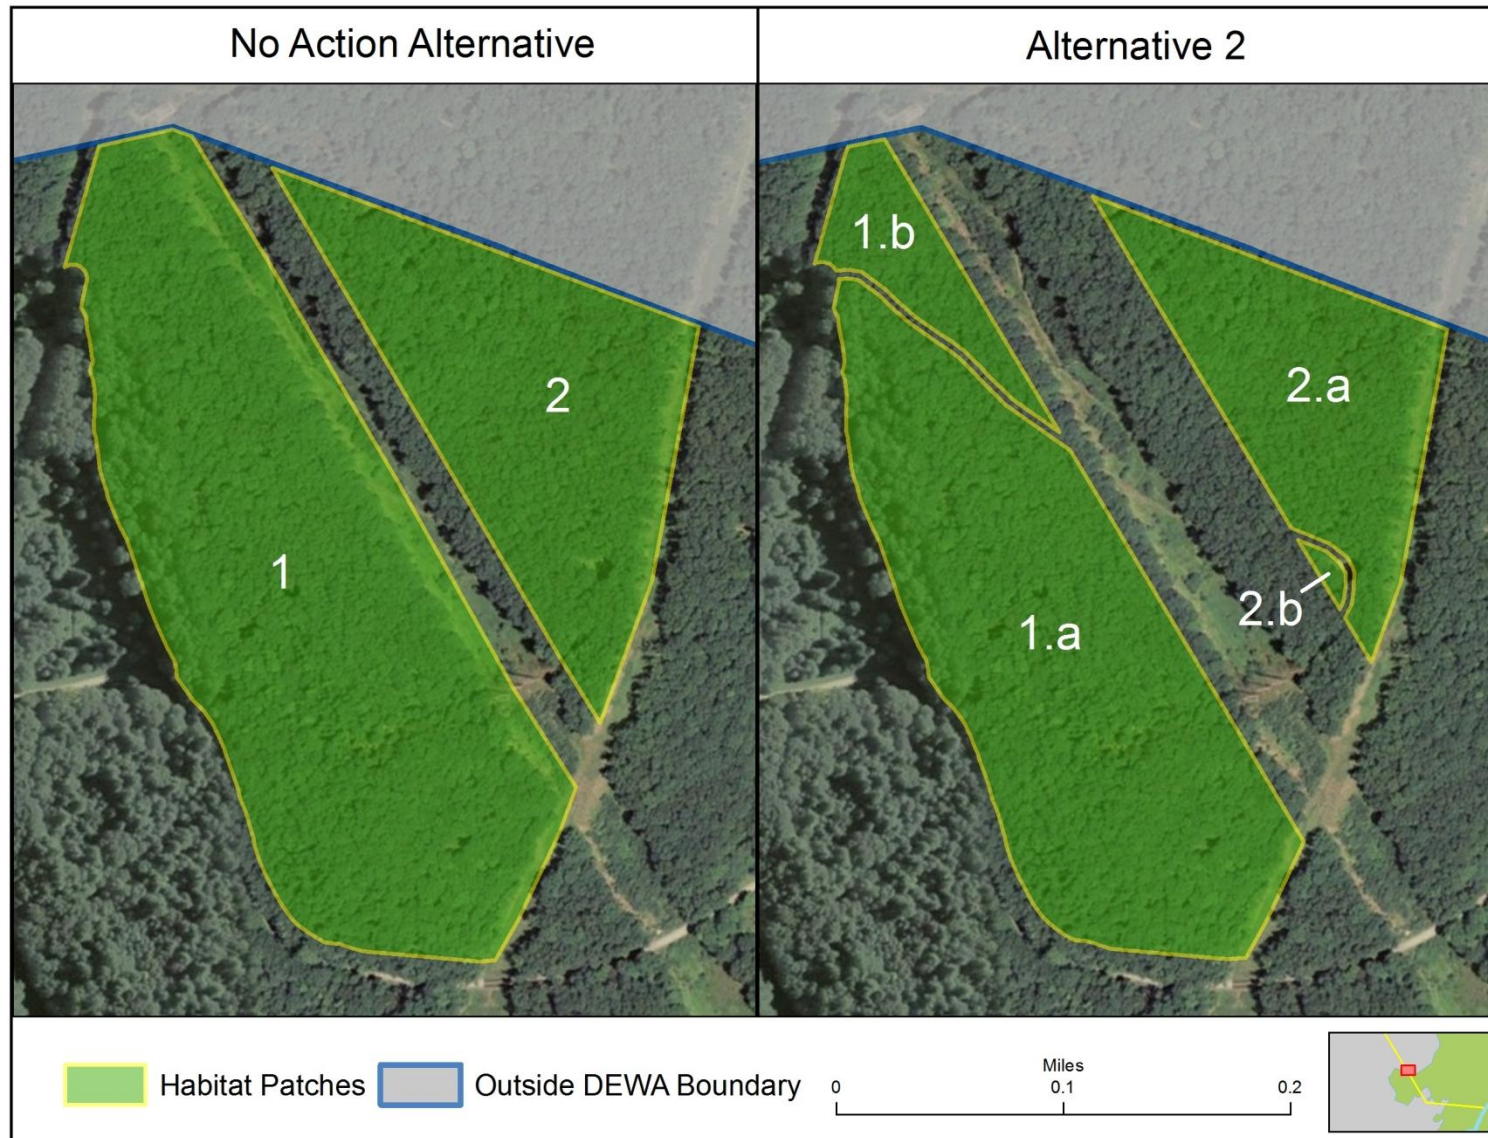 No Action Alternative
Alternative 2
1
2
1.b
2.a
2.b
1.a
Habitat Patches
Outside DEWA Boundary
Miles
0 0.1 0.2